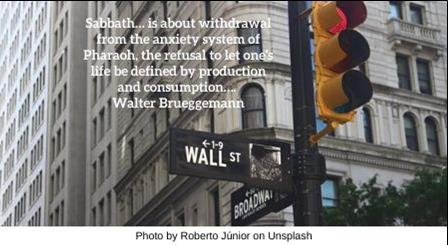 Sabbath... is about withdrawal
from the anxiety system of
Pharaoh, the refusal to let one's
life be defined by production
and consumption....
Walter Brueggemann
←1-9
WALL ST
BROADWAY
Photo by Roberto Júnior on Unsplash